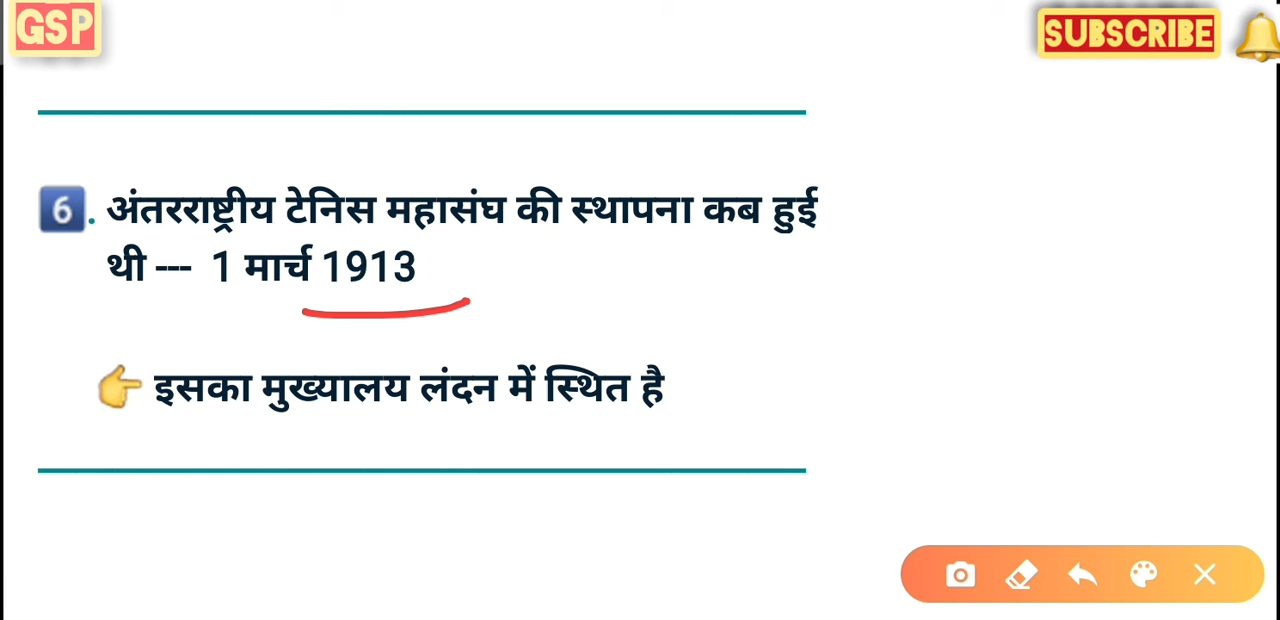 GSP
SUBSCRIBE
6. अंतरराष्ट्रीय टेनिस महासंघ की स्थापना कब हुई
थी --- 1 मार्च 1913
👉 इसका मुख्यालय लंदन में स्थित है